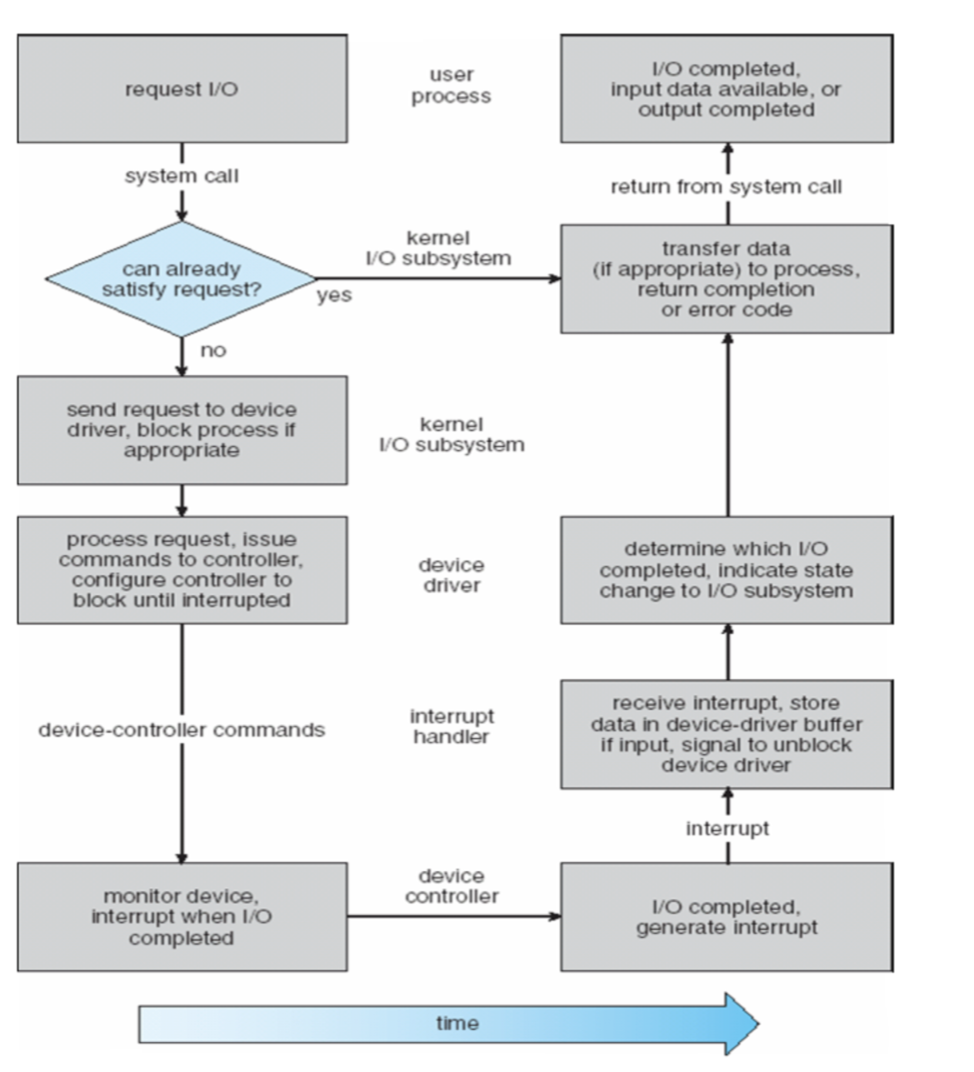 request I/O
user
process
I/O completed,
input data available, or
output completed
system call
return from system call
can already
satisfy request?
kernel
I/O subsystem
yes
transfer data
(if appropriate) to process,
return completion
or error code
no
send request to device
driver, block process if
appropriate
kernel
I/O subsystem
process request, issue
commands to controller,
configure controller to
block until interrupted
device
driver
determine which I/O
completed, indicate state
change to I/O subsystem
device-controller commands
interrupt
handler
receive interrupt, store
data in device-driver buffer
if input, signal to unblock
device driver
interrupt
monitor device,
interrupt when I/O
completed
device
controller
I/O completed,
generate interrupt
time